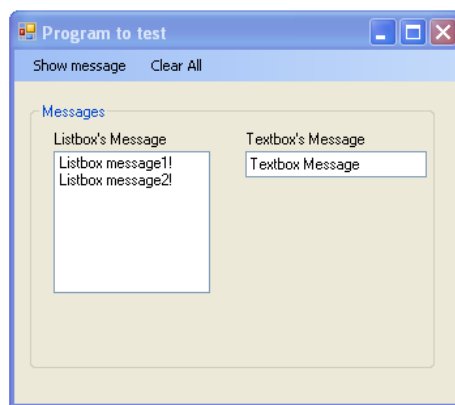 Program to test
Show message Clear All
Messages
Listbox's Message Textbox's Message
Listbox message1! Textbox Message
Listbox message2!